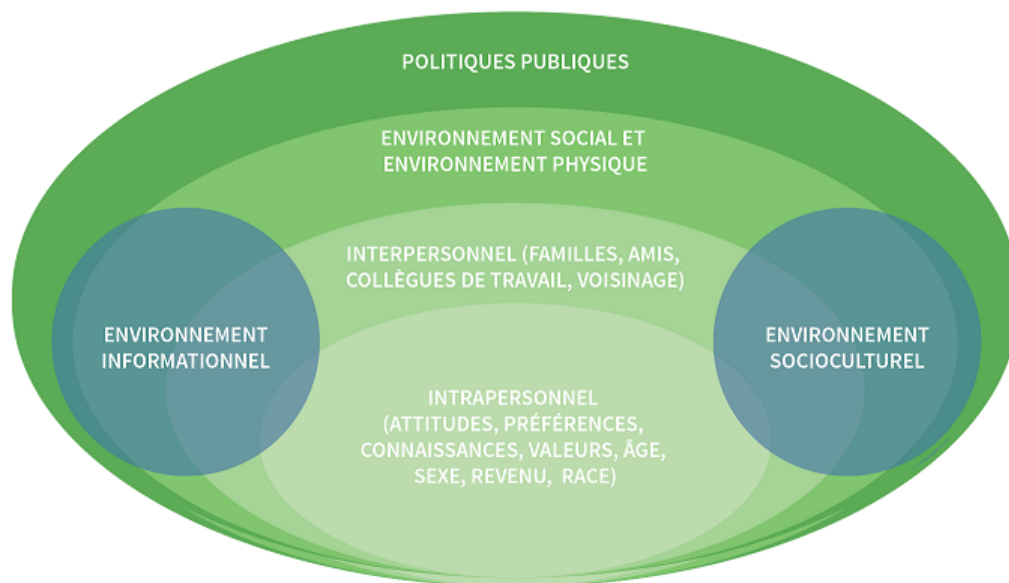 POLITIQUES PUBLIQUES
ENVIRONNEMENT SOCIAL ET
ENVIRONNEMENT PHYSIQUE
INTERPERSONNEL (FAMILLES, AMIS,
COLLÈGUES DE TRAVAIL, VOISINAGE)
ENVIRONNEMENT
INFORMATIONNEL
ENVIRONNEMENT
SOCIOCULTUREL
INTRAPERSONNEL
(ATTITUDES, PRÉFÉRENCES,
CONNAISSANCES, VALEURS, ÂGE,
SEXE, REVENU, RACE)